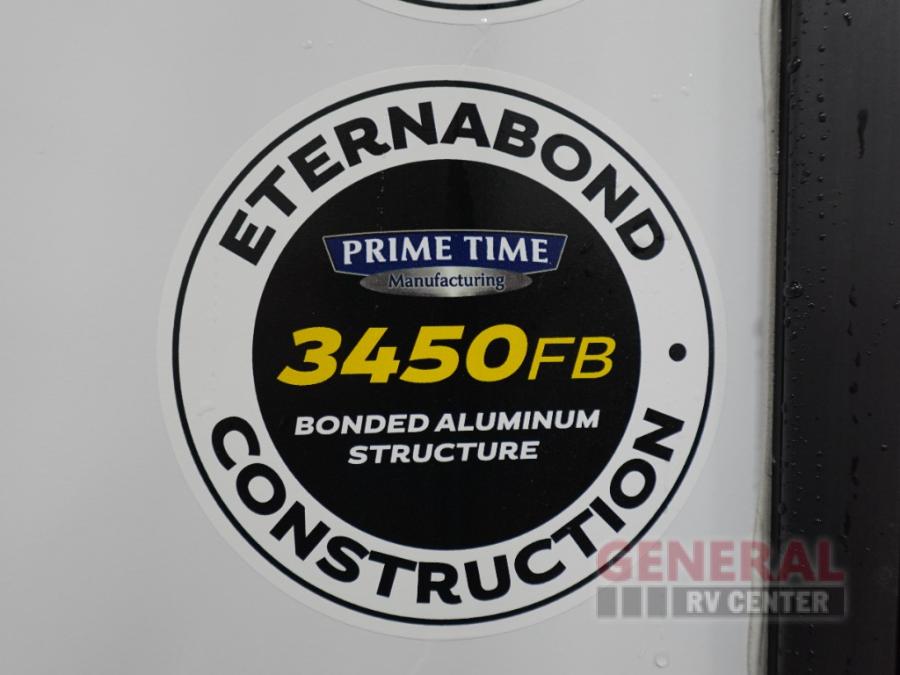 ETERNABOND
PRIME TIME
Manufacturing
3450FB
BONDED ALUMINUM
STRUCTURE
CONSTRUCTION
GENERAL
RV CENTER